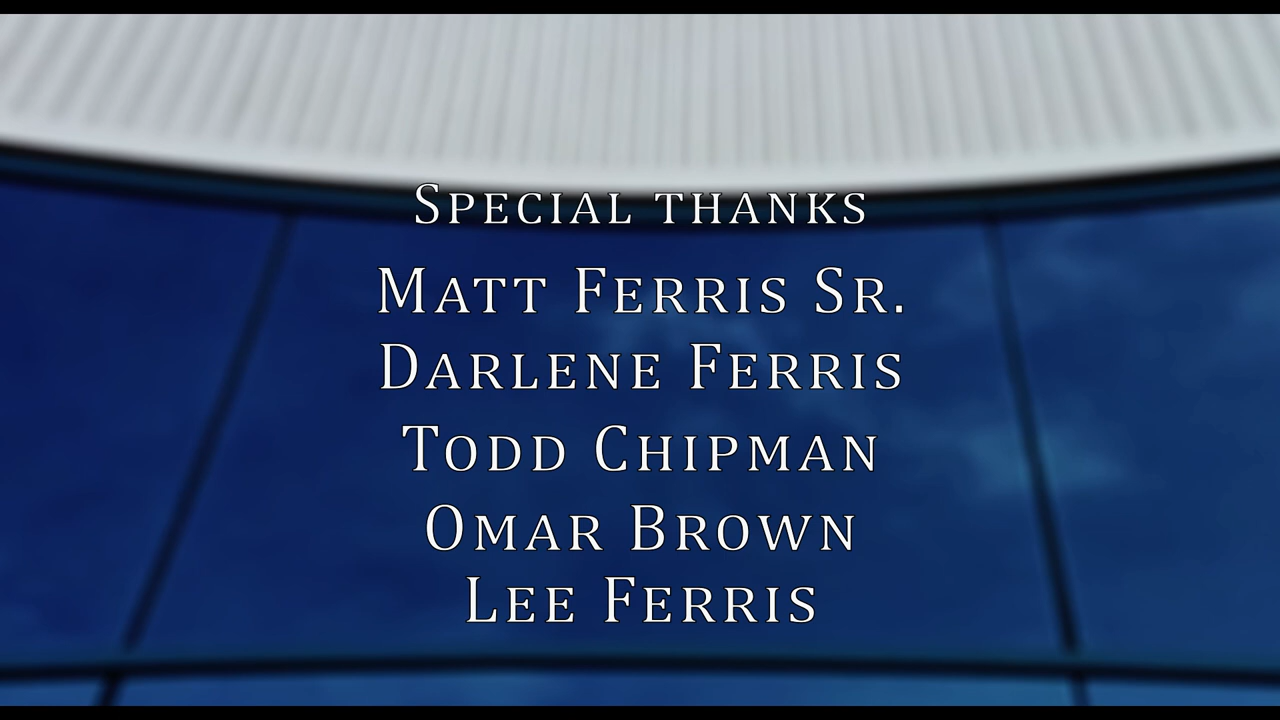 Special thanks
Matt Ferris Sr.
Darlene Ferris
Todd Chipman
Omar Brown
Lee Ferris